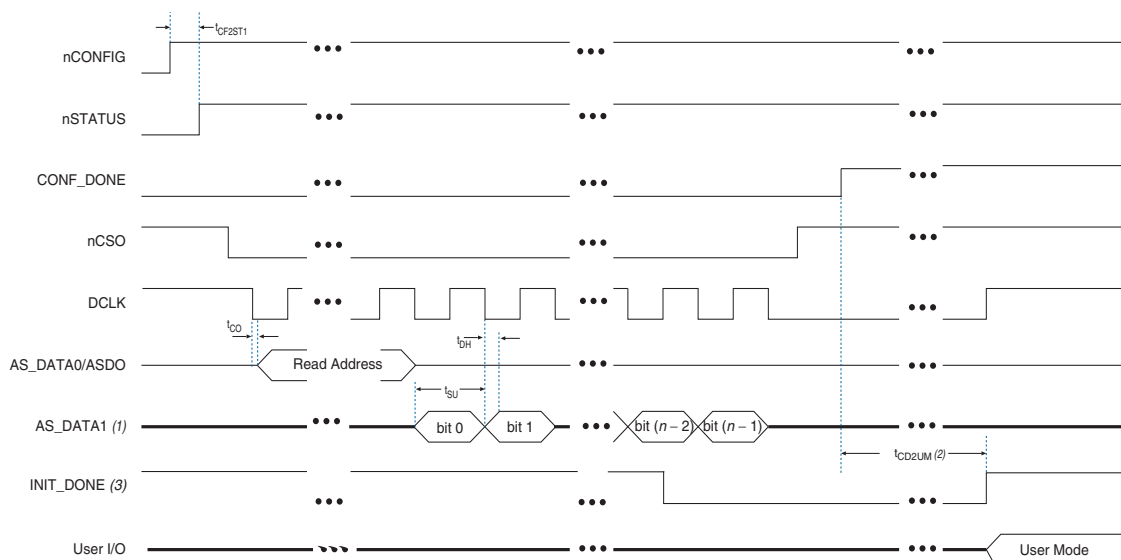 tCF2ST1
nCONFIG
nSTATUS
CONF_DONE
nCSO
DCLK
tCO
tDH
AS_DATA0/ASDO
Read Address
tSU
AS_DATA1 (1)
bit 0
bit 1
bit (n − 2)
bit (n − 1)
tCD2UM (2)
INIT_DONE (3)
User I/O
User Mode